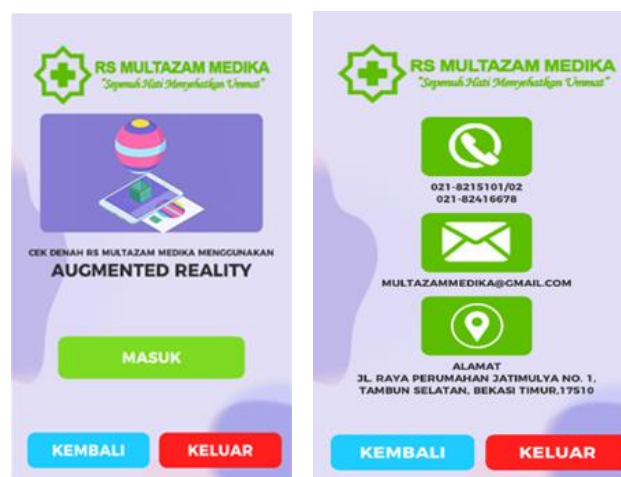 RS MULTAZAM MEDIKA
"Sepenuh Hati Menyehatkan Ummat"
CEK DENAH RS MULTAZAM MEDIKA MENGGUNAKAN
AUGMENTED REALITY
MASUK
KEMBALI
KELUAR
RS MULTAZAM MEDIKA
"Sepenuh Hati Menyehatkan Ummat"
021-8215101/02
021-82416678
MULTAZAMMEDIKA@GMAIL.COM
ALAMAT
JL. RAYA PERUMAHAN JATIMULYA NO. 1,
TAMBUN SELATAN, BEKASI TIMUR,17510
KEMBALI
KELUAR